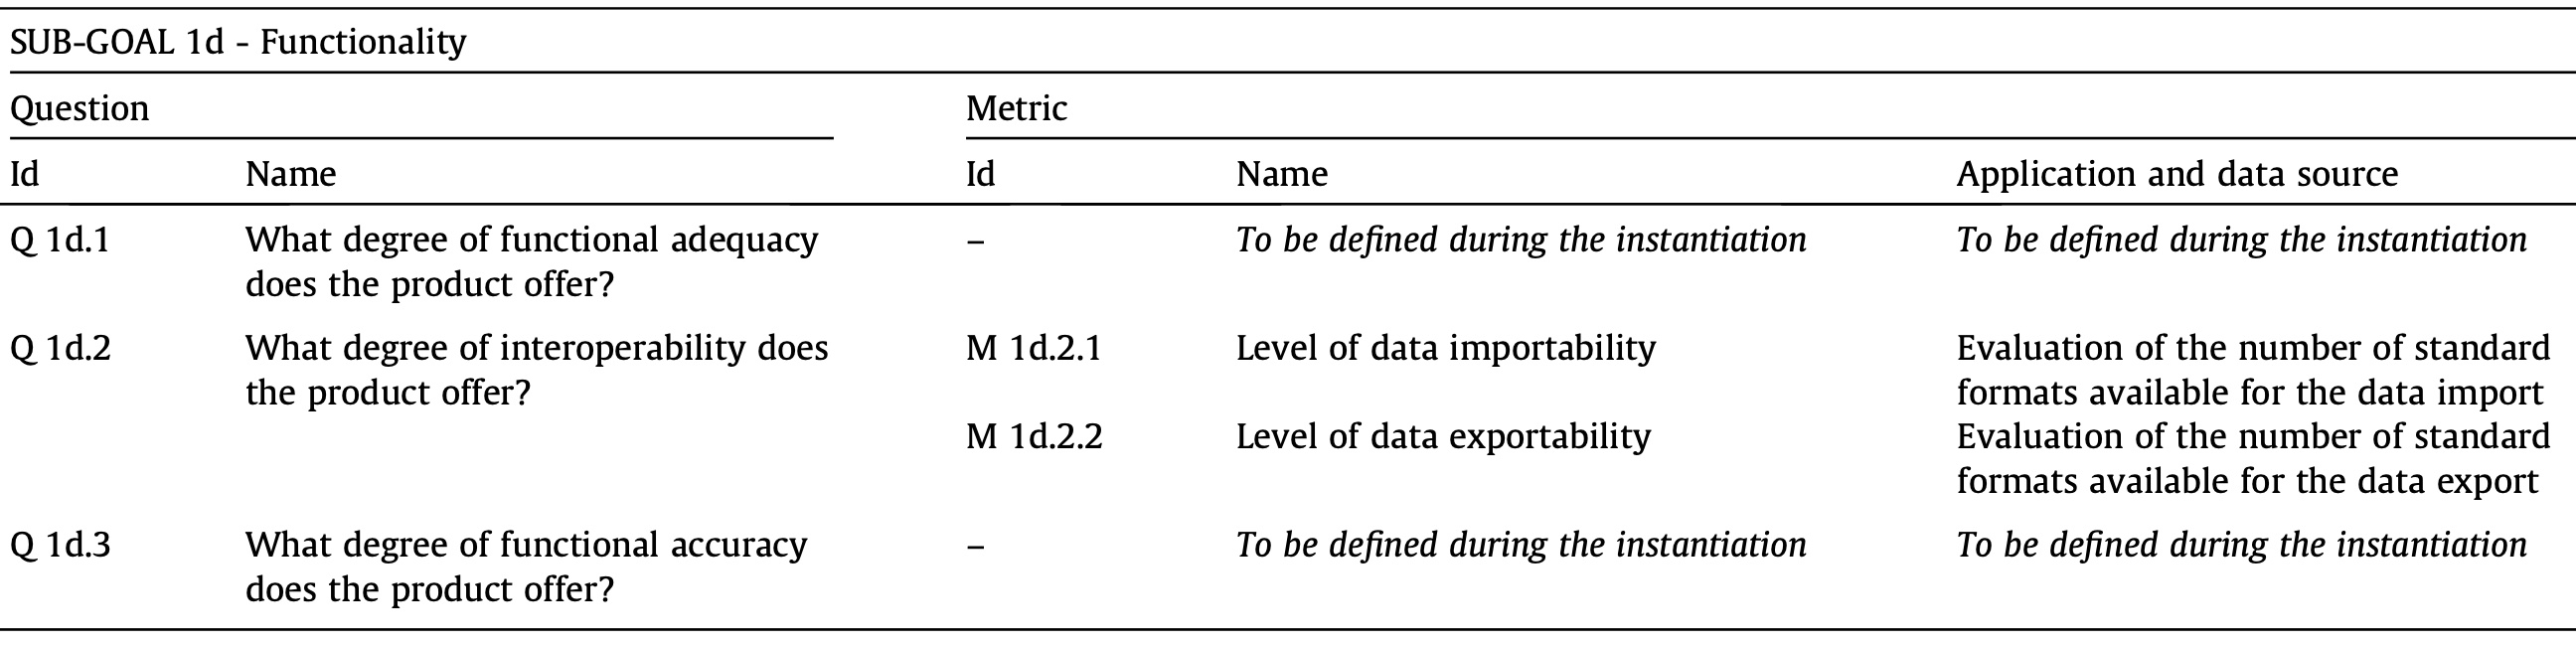 SUB-GOAL 1d - Functionality
Question Metric
Id Name Id Name Application and data source
Q 1d.1 What degree of functional adequacy – To be defined during the instantiation To be defined during the instantiation
does the product offer?
Q 1d.2 What degree of interoperability does M 1d.2.1 Level of data importability Evaluation of the number of standard
the product offer? formats available for the data import
M 1d.2.2 Level of data exportability Evaluation of the number of standard
formats available for the data export
Q 1d.3 What degree of functional accuracy – To be defined during the instantiation To be defined during the instantiation
does the product offer?